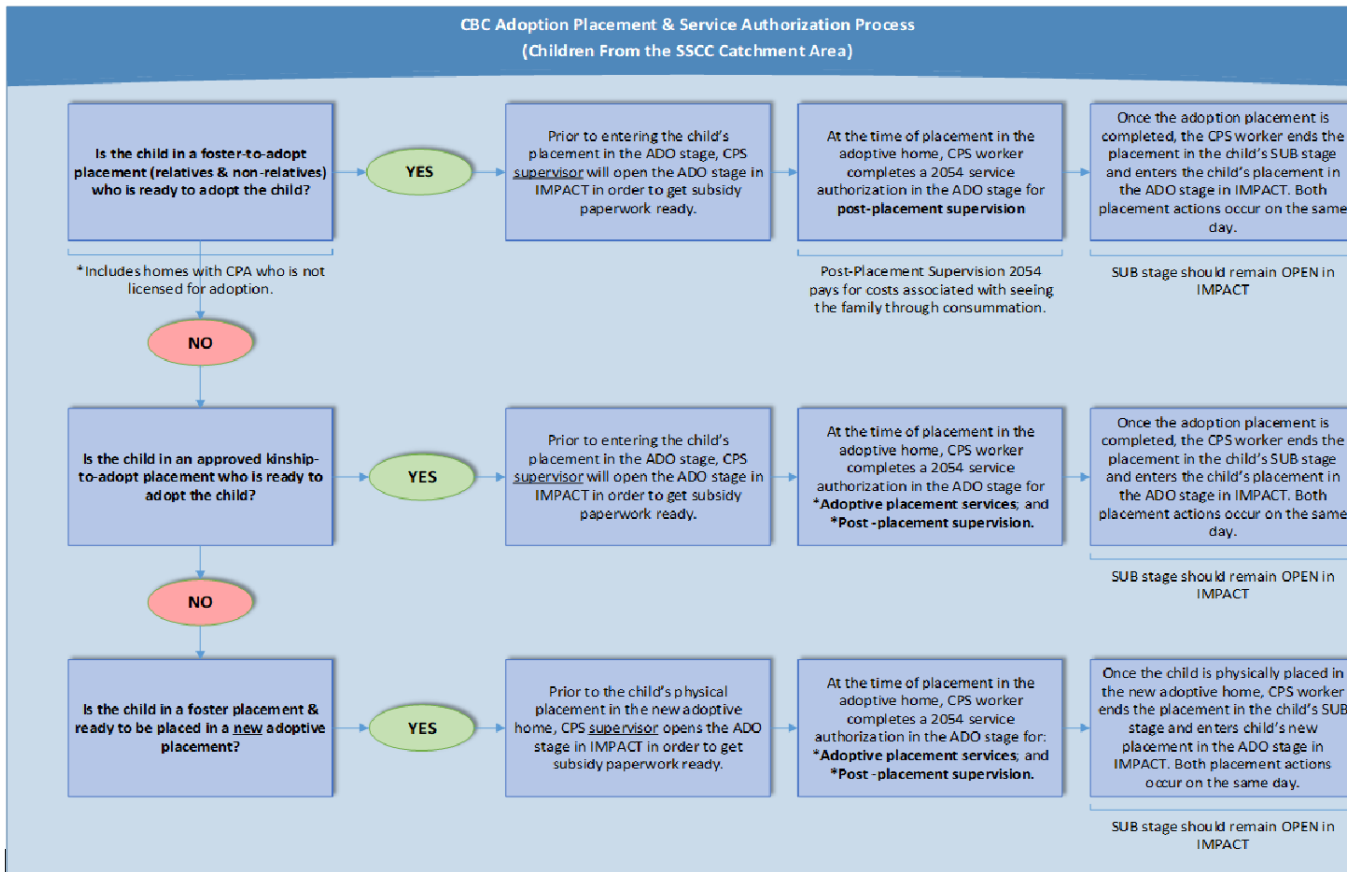 CBC Adoption Placement & Service Authorization Process
(Children From the SSCC Catchment Area)
Is the child in a foster-to-adopt
placement (relatives & non-relatives)
who is ready to adopt the child?
YES
Prior to entering the child's
placement in the ADO stage, CPS
supervisor will open the ADO stage in
IMPACT in order to get subsidy
paperwork ready.
At the time of placement in the
adoptive home, CPS worker
completes a 2054 service
authorization in the ADO stage for
post-placement supervision
Once the adoption placement is
completed, the CPS worker ends the
placement in the child's SUB stage
and enters the child's placement in
the ADO stage in IMPACT. Both
placement actions occur on the same
day.
*Includes homes with CPA who is not
licensed for adoption.
Post-Placement Supervision 2054
pays for costs associated with seeing
the family through consummation.
SUB stage should remain OPEN in
IMPACT
NO
Is the child in an approved kinship-
to-adopt placement who is ready to
adopt the child?
YES
Prior to entering the child's
placement in the ADO stage, CPS
supervisor will open the ADO stage in
IMPACT in order to get subsidy
paperwork ready.
At the time of placement in the
adoptive home, CPS worker
completes a 2054 service
authorization in the ADO stage for
*Adoptive placement services; and
*Post -placement supervision.
Once the adoption placement is
completed, the CPS worker ends the
placement in the child's SUB stage
and enters the child's placement in
the ADO stage in IMPACT. Both
placement actions occur on the same
day.
SUB stage should remain OPEN in
IMPACT
NO
Is the child in a foster placement &
ready to be placed in a new adoptive
placement?
YES
Prior to the child's physical
placement in the new adoptive
home, CPS supervisor opens the ADO
stage in IMPACT in order to get
subsidy paperwork ready.
At the time of placement in the
adoptive home, CPS worker
completes a 2054 service
authorization in the ADO stage for:
*Adoptive placement services; and
*Post -placement supervision.
Once the child is physically placed in
the new adoptive home, CPS worker
ends the placement in the child's SUB
stage and enters child's new
placement in the ADO stage in
IMPACT. Both placement actions
occur on the same day.
SUB stage should remain OPEN in
IMPACT